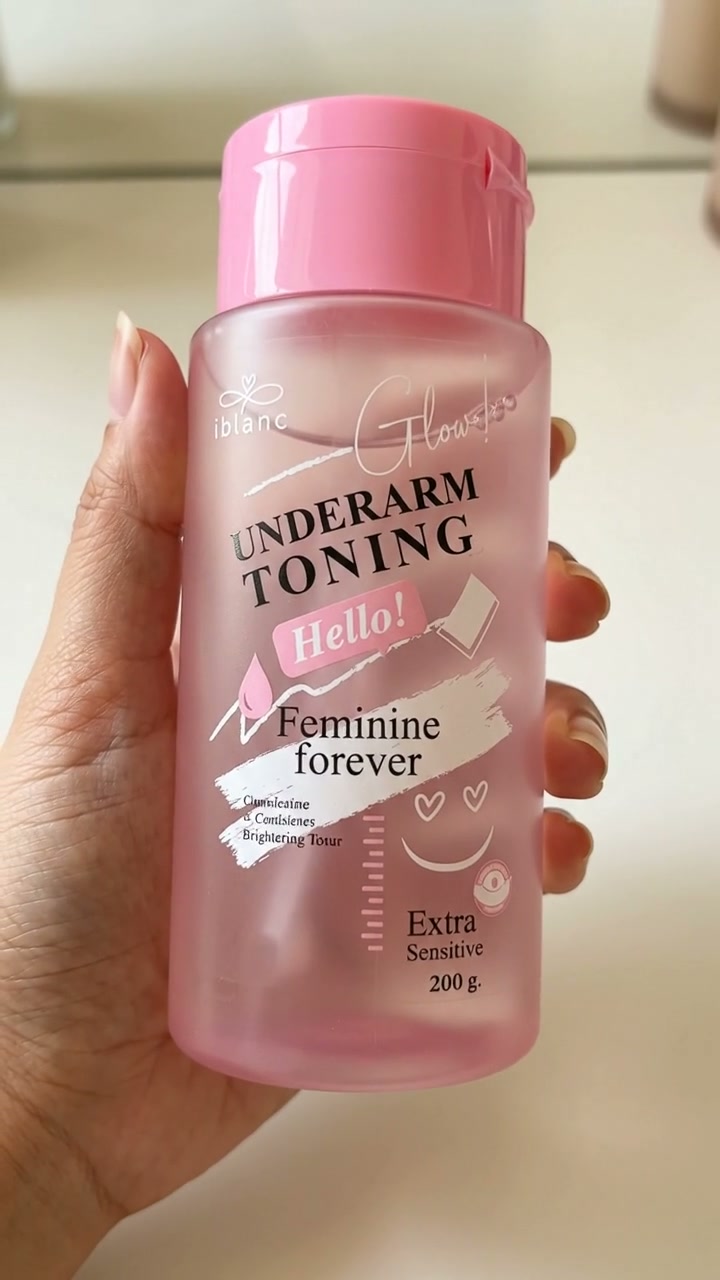 iblanc
Glow!
UNDERARM
TONING
Hello!
Feminine
forever
Extra
Sensitive
200 g.